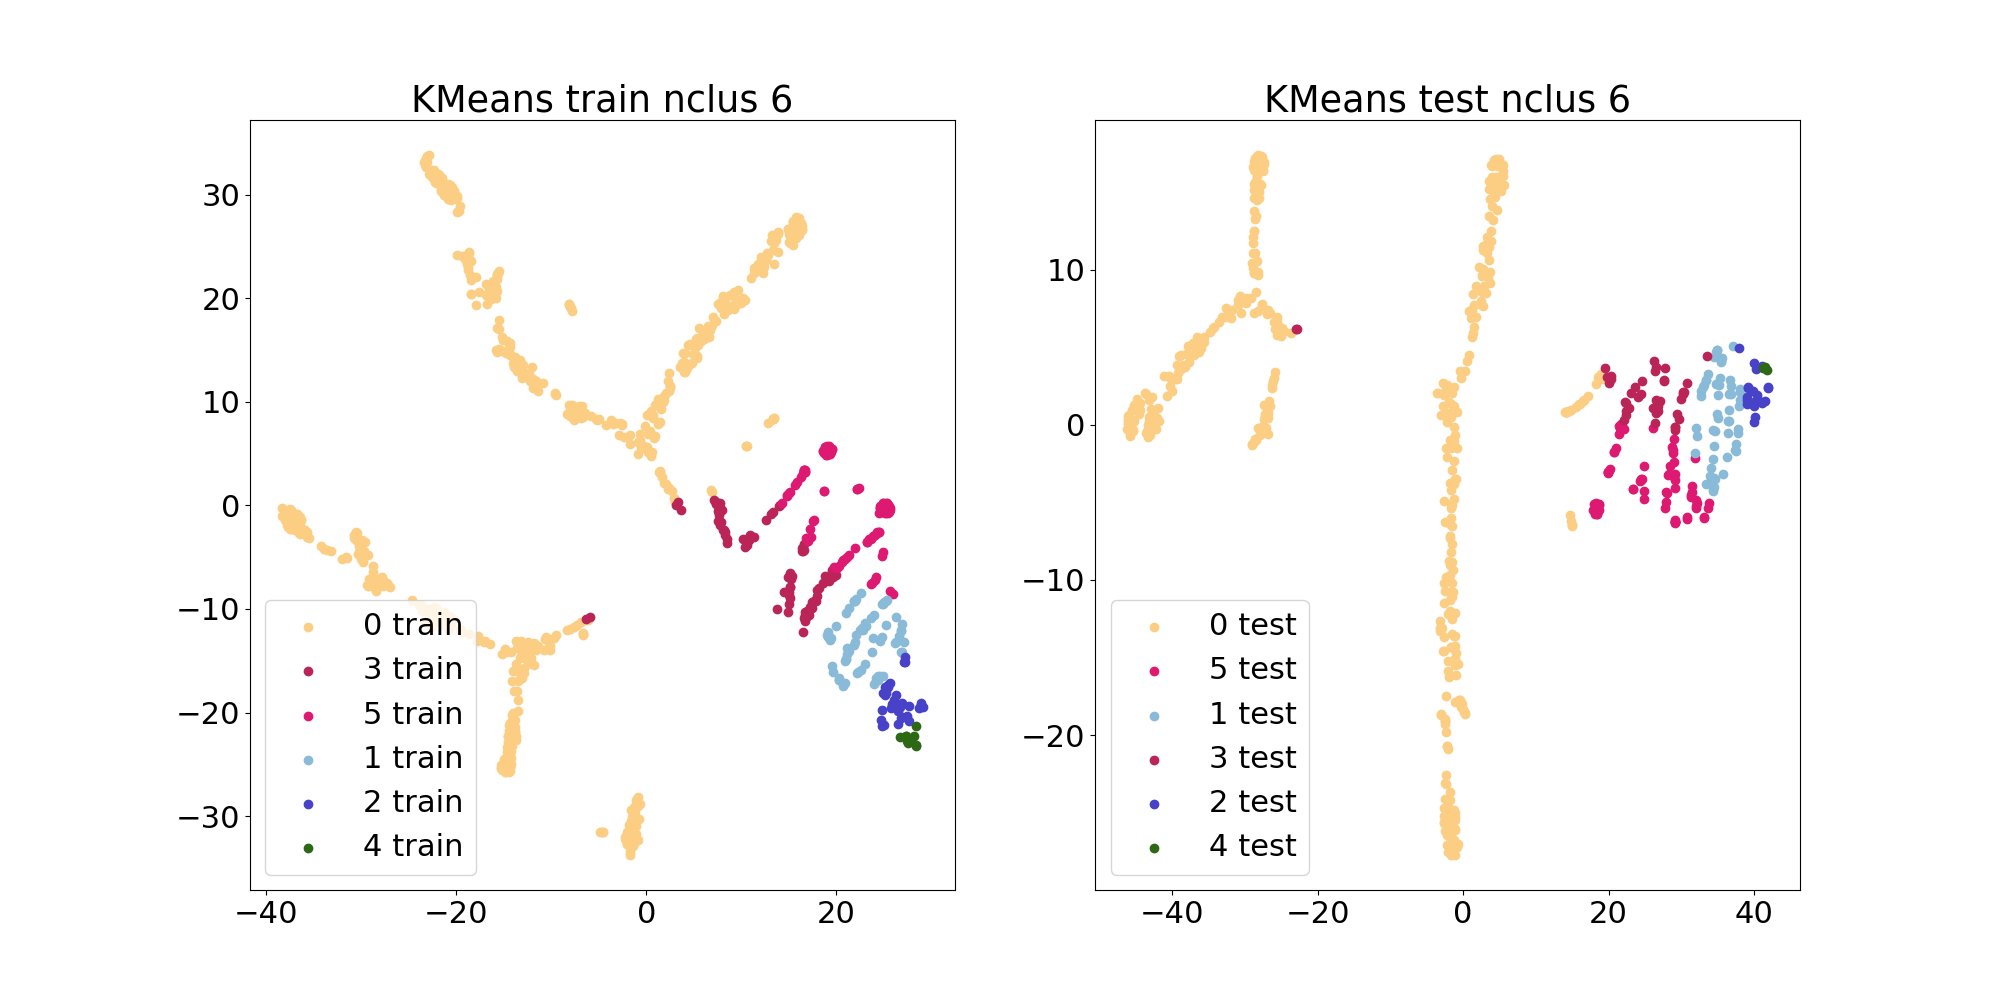 KMeans train nclus 6
30
20
10
0
−10
−20
−30
−40
−20
0
20
0 train
3 train
5 train
1 train
2 train
4 train
KMeans test nclus 6
10
0
−10
−20
−40
−20
0
20
40
0 test
5 test
1 test
3 test
2 test
4 test